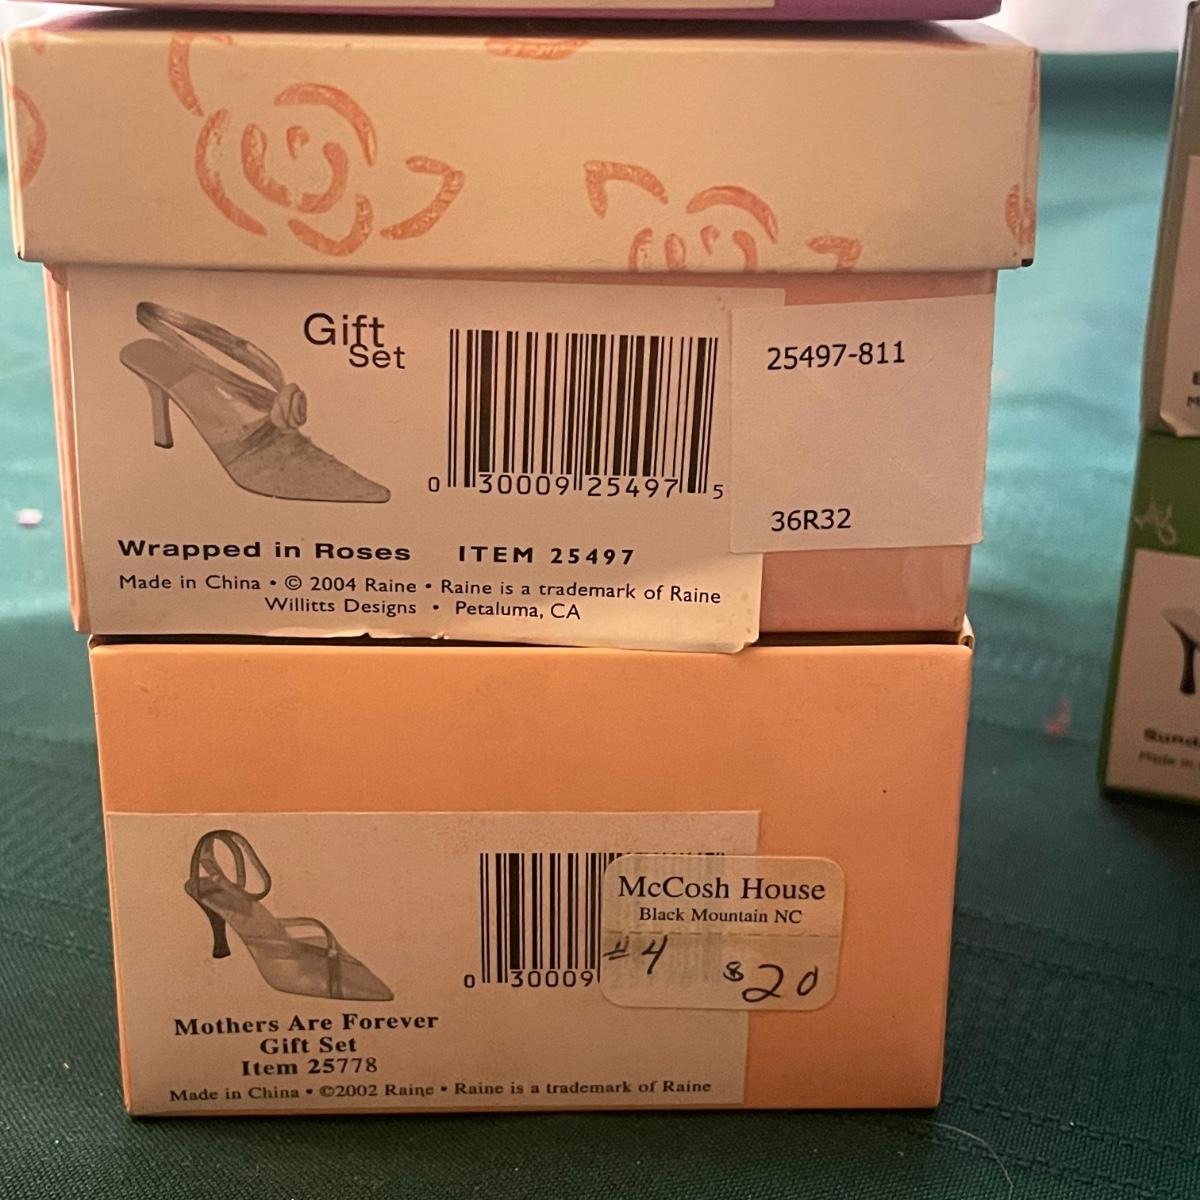 Gift
Set
0 30009 25497 5
25497-811
36R32
Wrapped in Roses ITEM 25497
Made in China • © 2004 Raine • Raine is a trademark of Raine
Willitts Designs • Petaluma, CA
0 30009
McCosh House
Black Mountain NC
#4 $20
Mothers Are Forever
Gift Set
Item 25778
Made in China • ©2002 Raine • Raine is a trademark of Raine